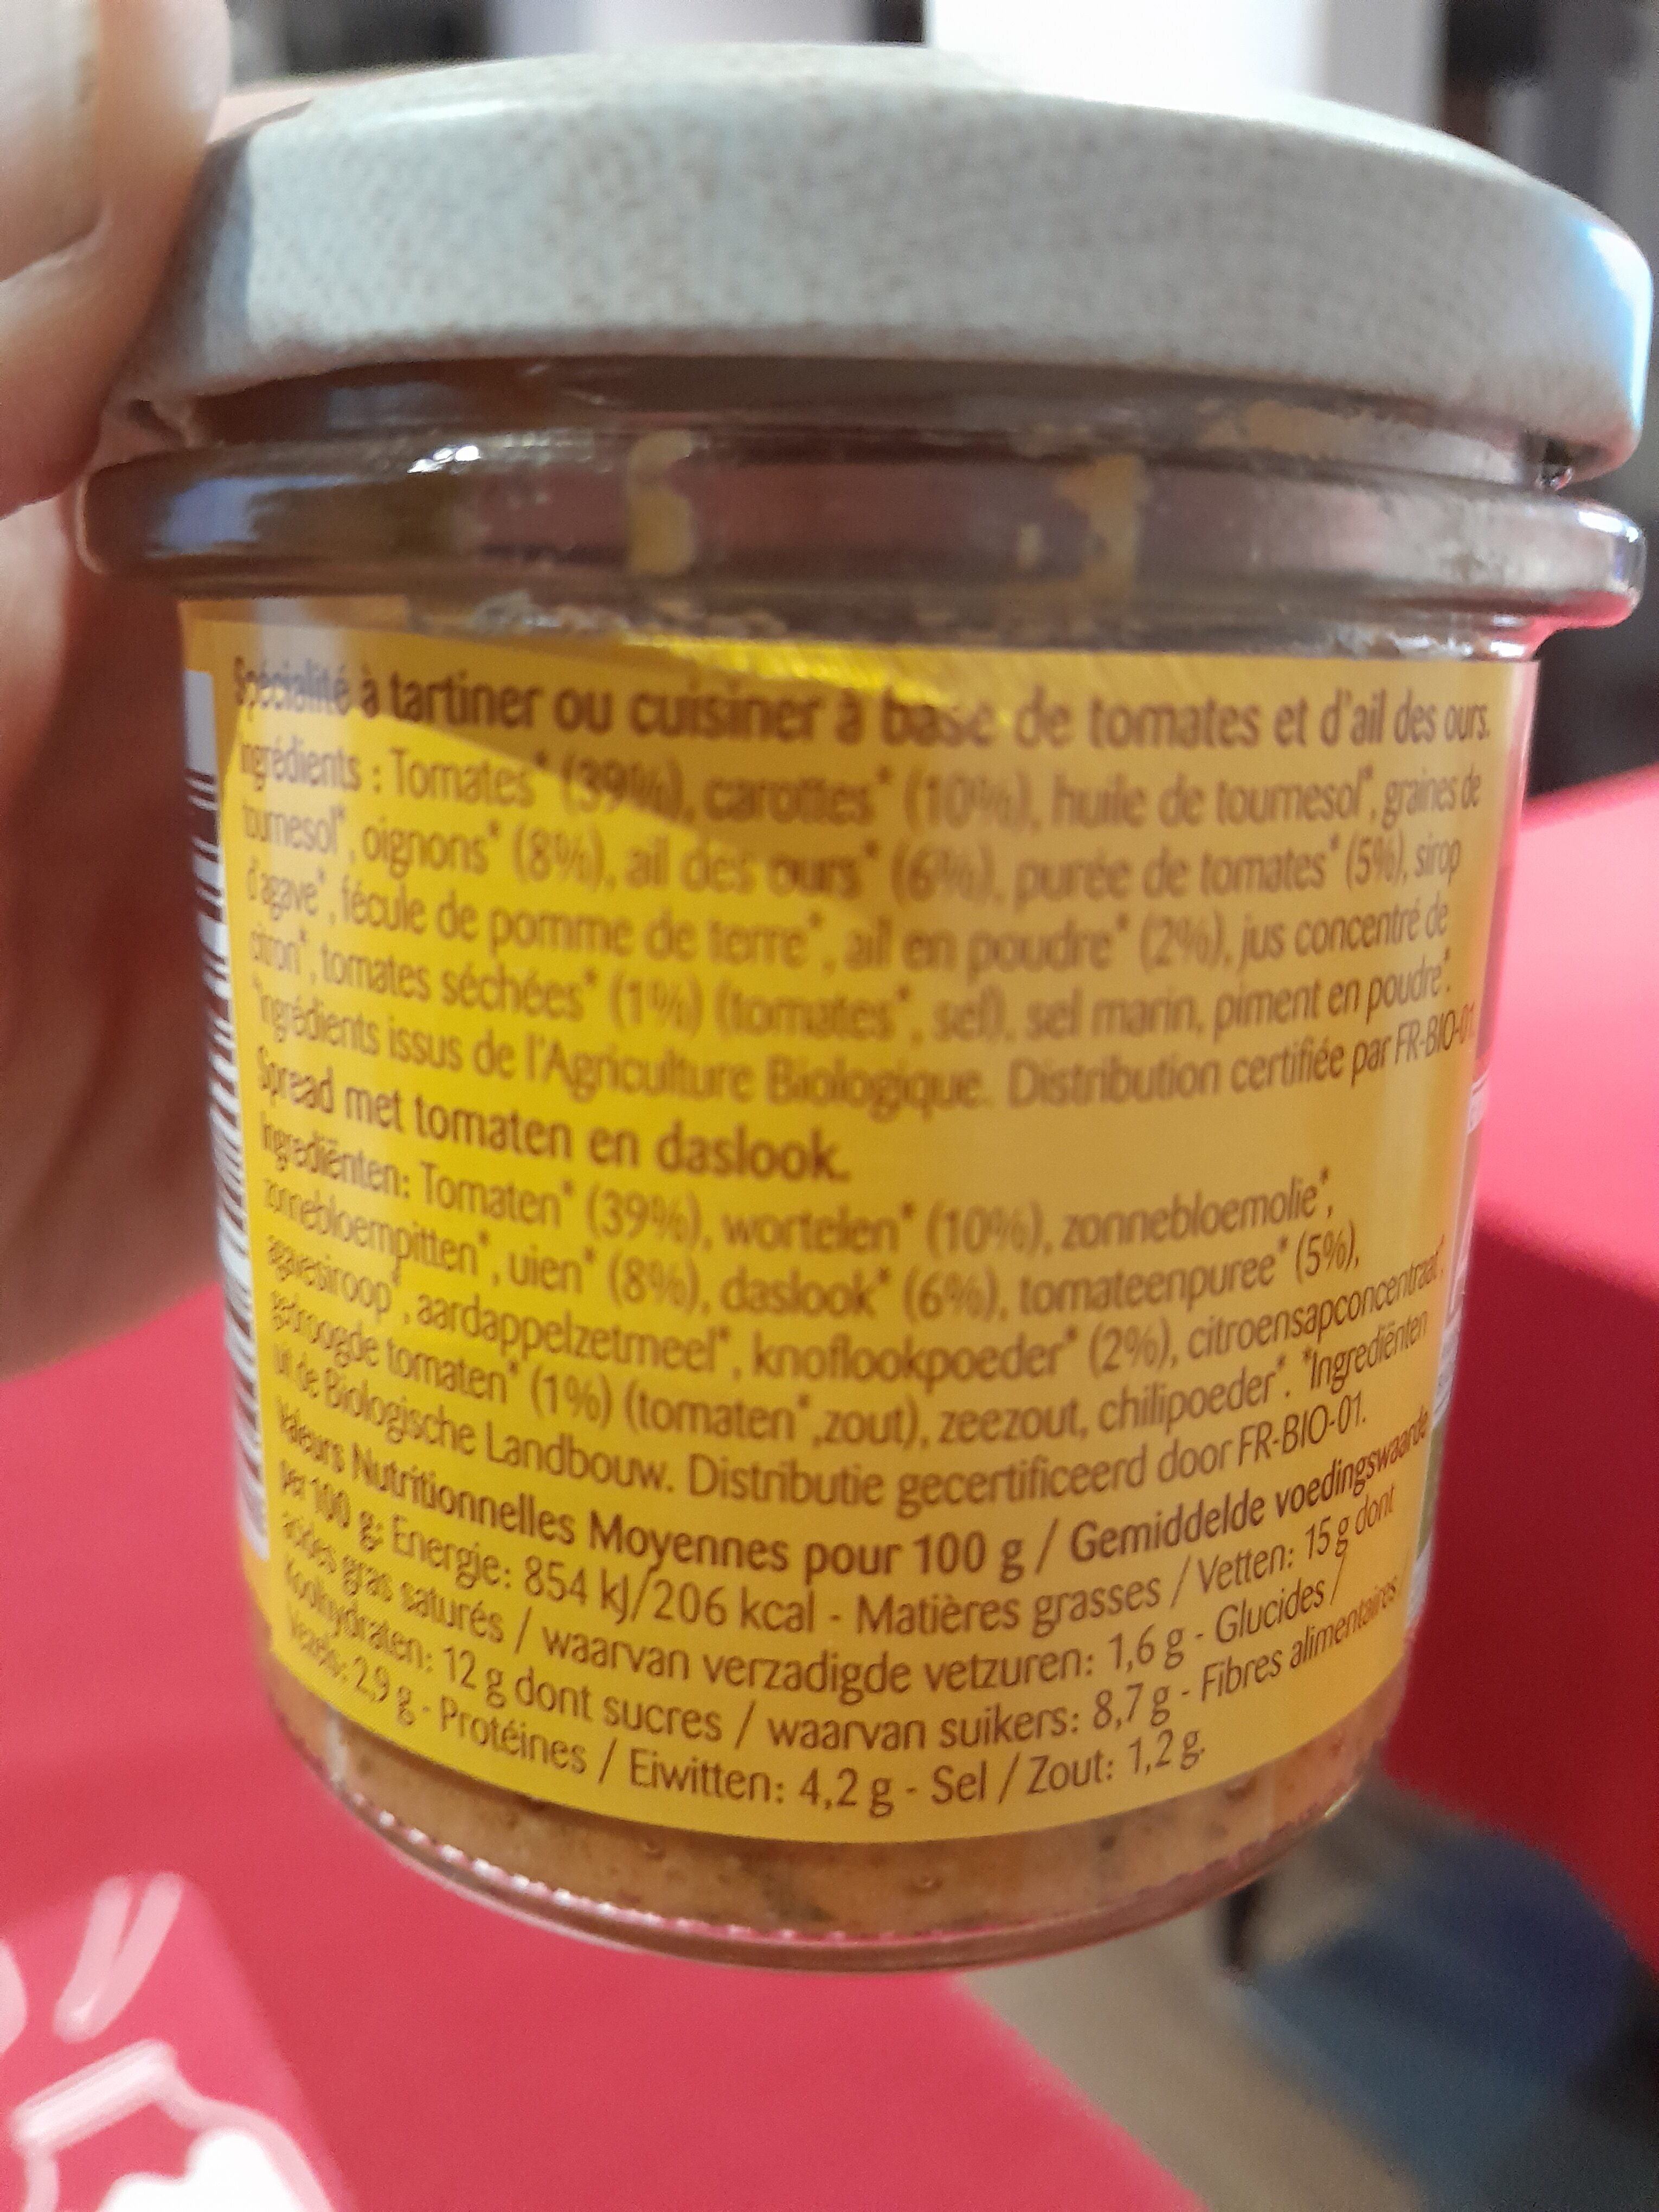 Spécialité à tartiner ou cuisiner à base de tomates et d'ail des ours.
Ingrédients : Tomates* (39%), carottes* (10%), huile de tournesol*, graines de
tournesol*, oignons* (8%), ail des ours* (6%), purée de tomates* (5%), sirop
d'agave*, fécule de pomme de terre*, ail en poudre* (2%), jus concentré de
citron*, tomates séchées* (1%) (tomates*, sel), sel marin, piment en poudre*.
*Ingrédients issus de l'Agriculture Biologique. Distribution certifiée par FR-BIO-01.
Spread met tomaten en daslook.
Ingrediënten: Tomaten* (39%), wortelen* (10%), zonnebloemolie*,
zonnebloempitten*, uien* (8%), daslook* (6%), tomateenpuree* (5%),
agavesiroop*, aardappelzetmeel*, knoflookpoeder* (2%), citroensapconcentraat*,
gedroogde tomaten* (1%) (tomaten*,zout), zeezout, chilipoeder*. *Ingrediënten
uit de Biologische Landbouw. Distributie gecertificeerd door FR-BIO-01.
Valeurs Nutritionnelles Moyennes pour 100 g / Gemiddelde voedingswaarde
per 100 g: Energie: 854 kJ/206 kcal - Matières grasses / Vetten: 15 g dont
acides gras saturés / waarvan verzadigde vetzuren: 1,6 g - Glucides /
Koolhydraten: 12 g dont sucres / waarvan suikers: 8,7 g - Fibres alimentaires /
Vezels: 2,9 g - Protéines / Eiwitten: 4,2 g - Sel / Zout: 1,2 g.